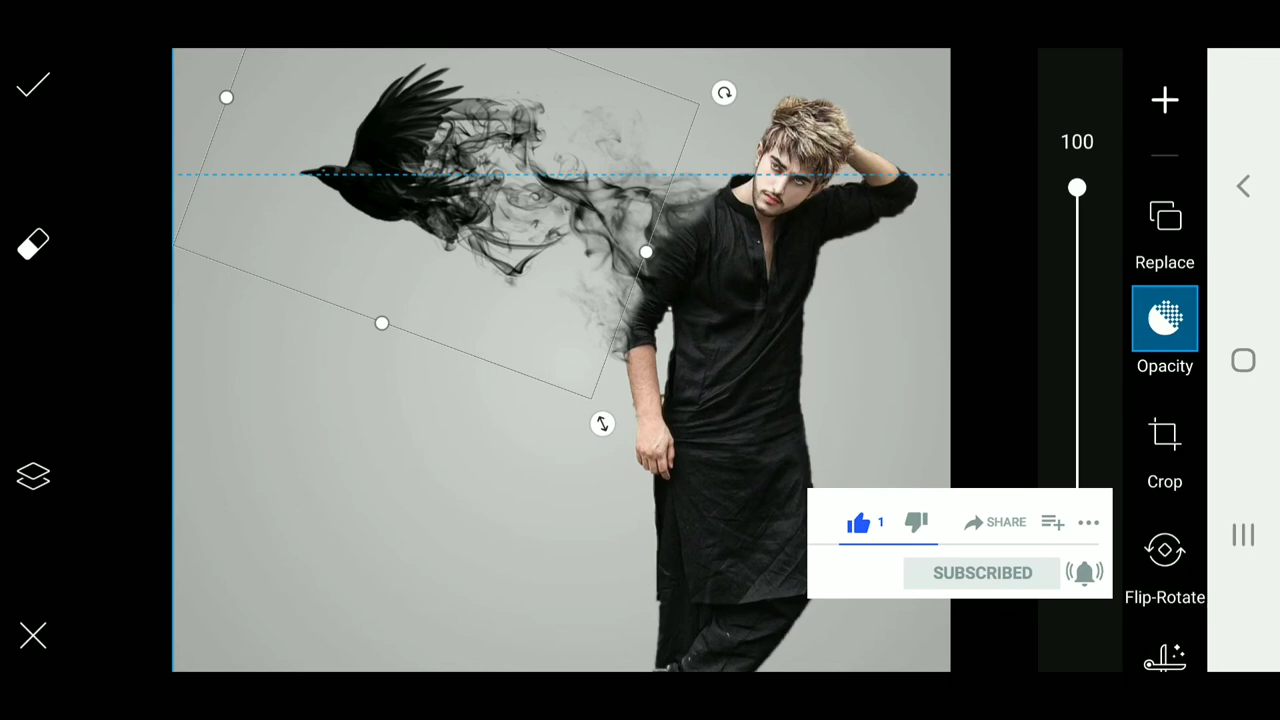 100
Replace
Opacity
Crop
Flip-Rotate
1 SHARE
SUBSCRIBED